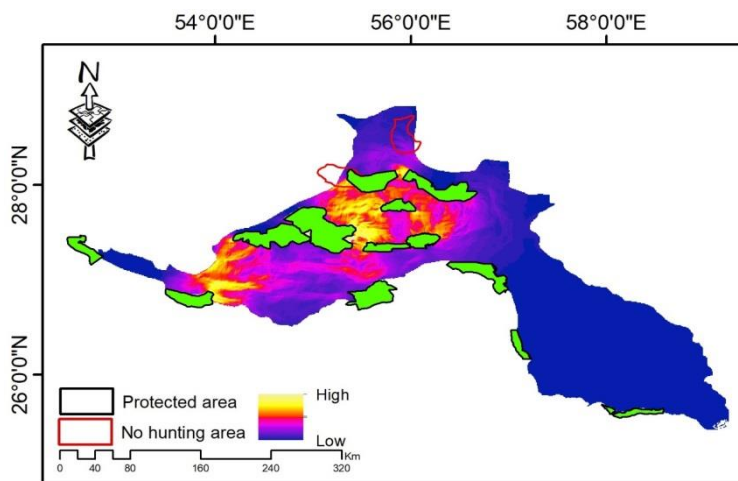 54°0'0"E 56°0'0"E 58°0'0"E
N
28°0'0"N
26°0'0"N
Protected area
No hunting area
High
Low
0 40 80 160 240 320 Km